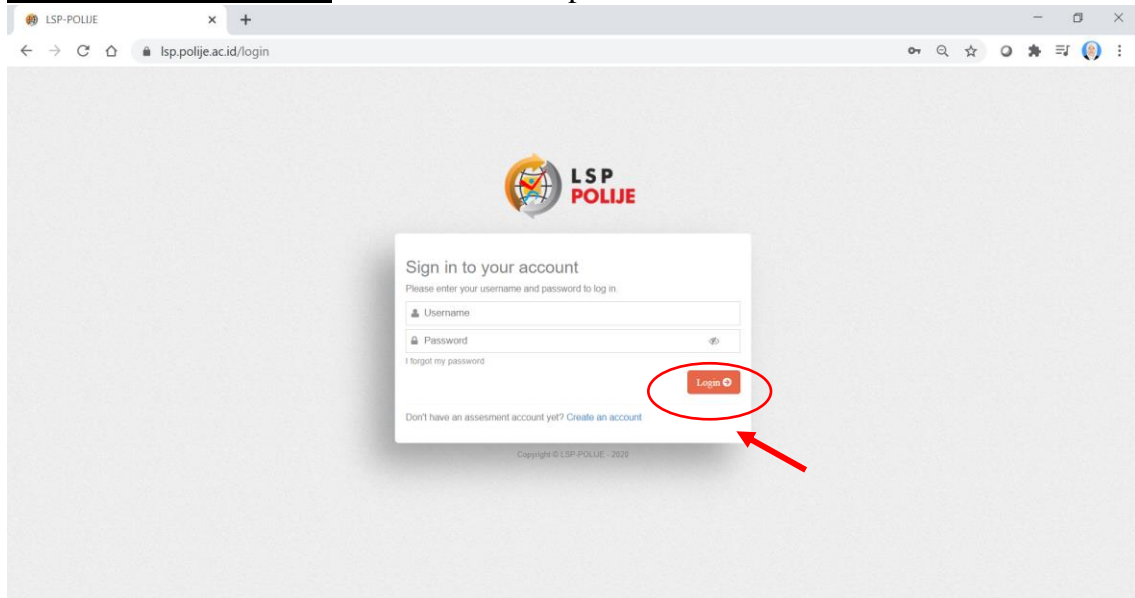 LSP-POLIJE
lsp.polije.ac.id/login
LSP
POLIJE
Sign in to your account
Please enter your username and password to log in.
Username
Password
I forgot my password
Login
Don't have an assesment account yet? Create an account
Copyright © LSP-POLIJE - 2020